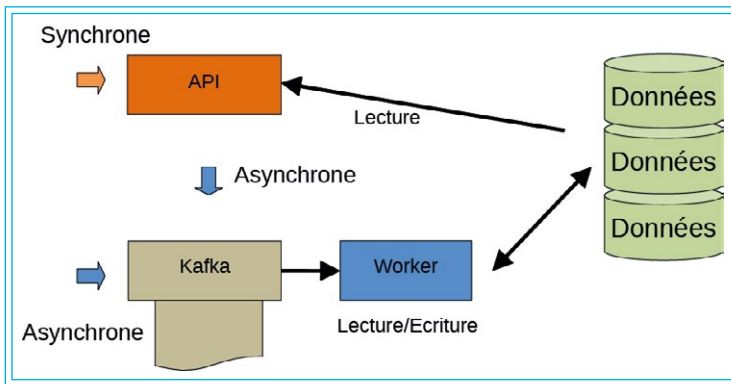 Synchrone
API
Données
Lecture
Données
Asynchrone
Données
Kafka
Worker
Asynchrone
Lecture/Ecriture